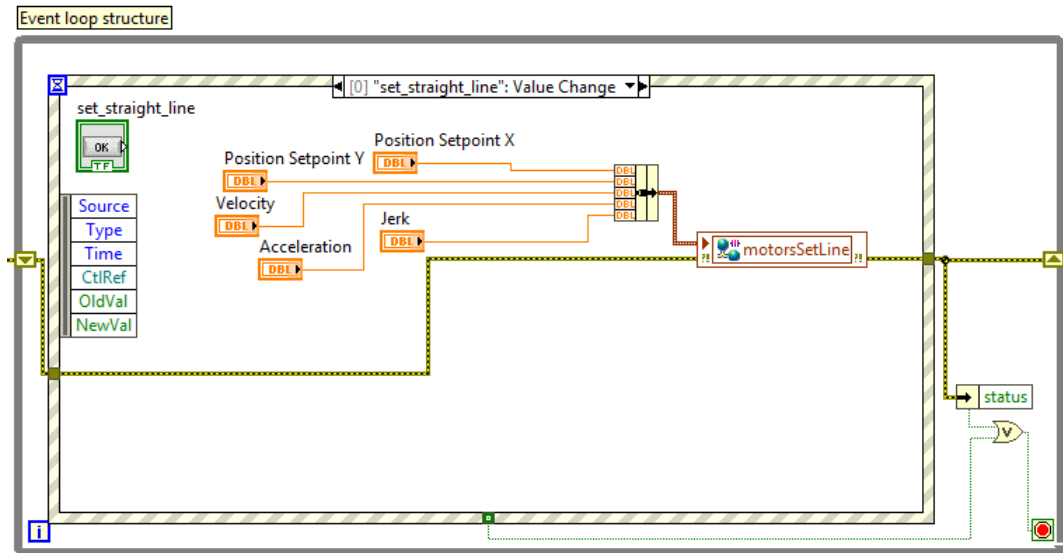 Event loop structure
[0] "set_straight_line": Value Change
set_straight_line
OK
TF
Position Setpoint X
DBL
Position Setpoint Y
DBL
Velocity
DBL
Jerk
DBL
Acceleration
DBL
DBL
DBL
DBL
DBL
DBL
Source
Type
Time
CtlRef
OldVal
NewVal
motorsSetLine
?!
?!
status
V
i